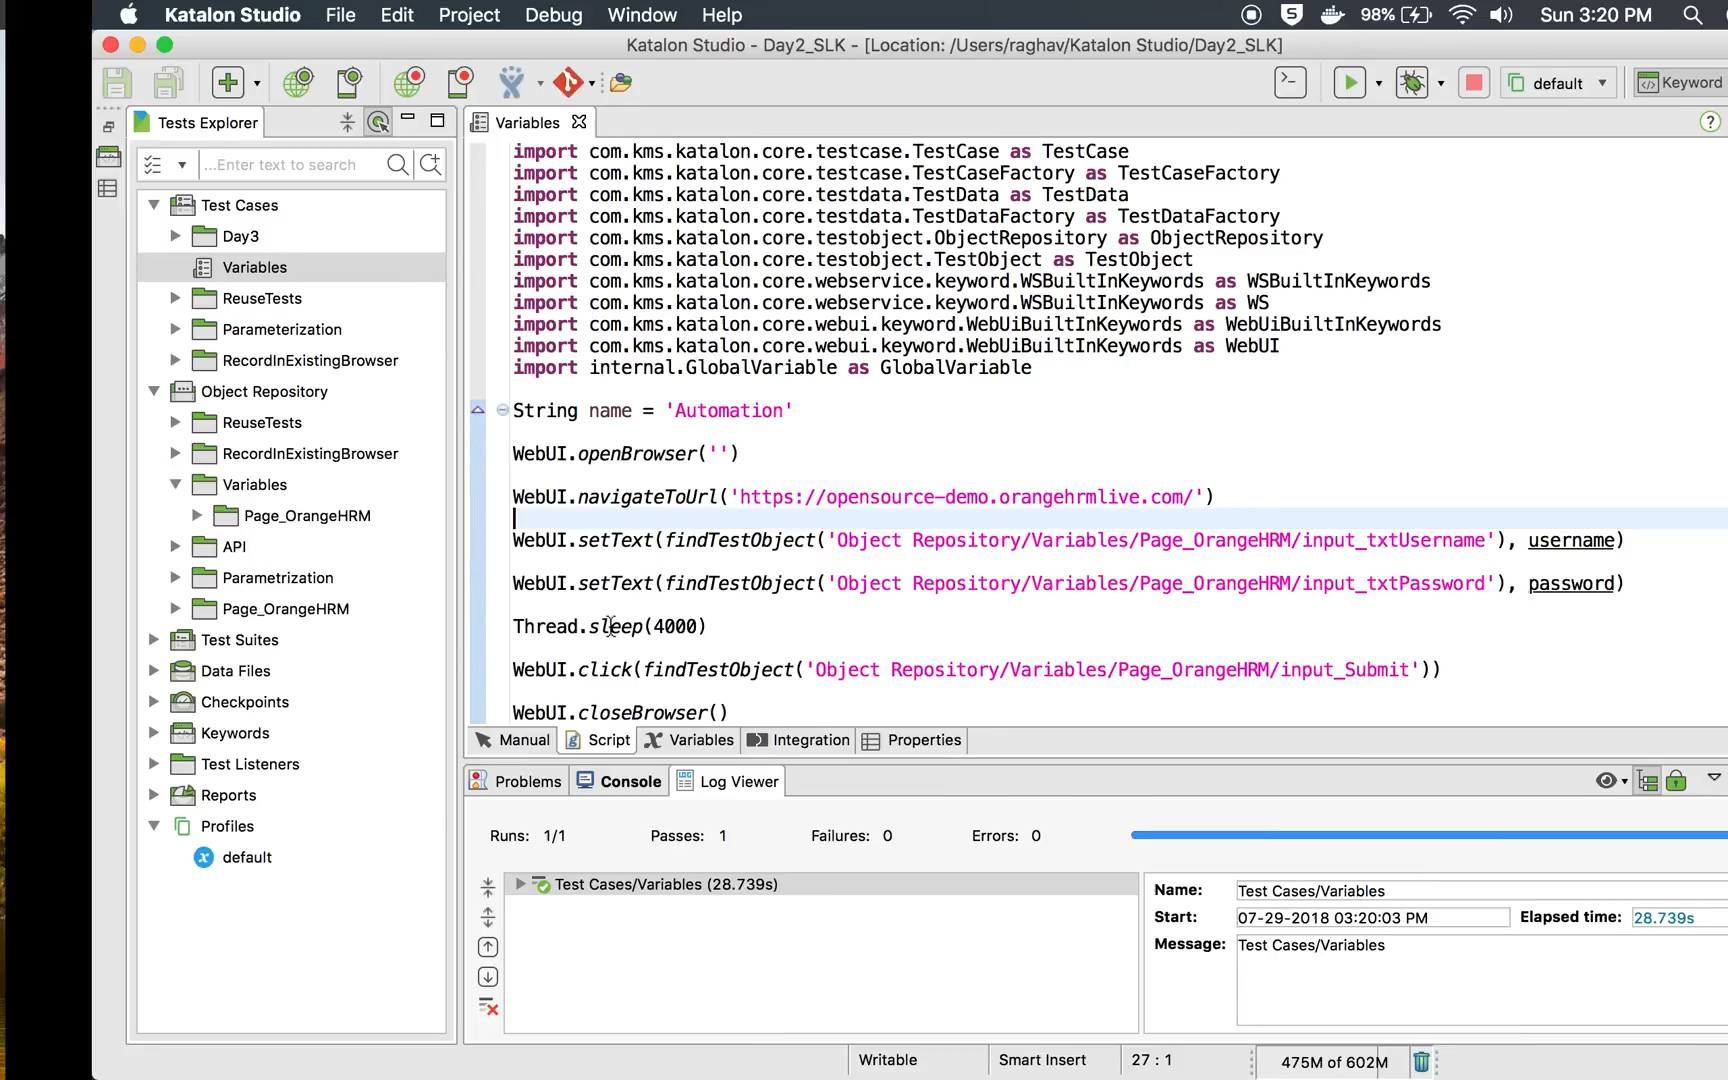 Katalon Studio File Edit Project Debug Window Help 98% Sun 3:20 PM
Katalon Studio - Day2_SLK - [Location: /Users/raghav/Katalon Studio/Day2_SLK]
default Keyword
Tests Explorer
Variables
...Enter text to search
Test Cases
Day3
Variables
ReuseTests
Parameterization
RecordInExistingBrowser
Object Repository
ReuseTests
RecordInExistingBrowser
Variables
Page_OrangeHRM
API
Parametrization
Page_OrangeHRM
Test Suites
Data Files
Checkpoints
Keywords
Test Listeners
Reports
Profiles
default
import com.kms.katalon.core.testcase.TestCase as TestCase
import com.kms.katalon.core.testcase.TestCaseFactory as TestCaseFactory
import com.kms.katalon.core.testdata.TestData as TestData
import com.kms.katalon.core.testdata.TestDataFactory as TestDataFactory
import com.kms.katalon.core.testobject.ObjectRepository as ObjectRepository
import com.kms.katalon.core.testobject.TestObject as TestObject
import com.kms.katalon.core.webservice.keyword.WSBuiltInKeywords as WSBuiltInKeywords
import com.kms.katalon.core.webservice.keyword.WSBuiltInKeywords as WS
import com.kms.katalon.core.webui.keyword.WebUiBuiltInKeywords as WebUiBuiltInKeywords
import com.kms.katalon.core.webui.keyword.WebUiBuiltInKeywords as WebUI
import internal.GlobalVariable as GlobalVariable
String name = 'Automation'
WebUI.openBrowser('')
WebUI.navigateToUrl('https://opensource-demo.orangehrmlive.com/')
WebUI.setText(findTestObject('Object Repository/Variables/Page_OrangeHRM/input_txtUsername'), username)
WebUI.setText(findTestObject('Object Repository/Variables/Page_OrangeHRM/input_txtPassword'), password)
Thread.sleep(4000)
WebUI.click(findTestObject('Object Repository/Variables/Page_OrangeHRM/input_Submit'))
WebUI.closeBrowser()
Manual Script Variables Integration Properties
Problems Console Log Viewer
Runs: 1/1 Passes: 1 Failures: 0 Errors: 0
Test Cases/Variables (28.739s)
Name: Test Cases/Variables
Start: 07-29-2018 03:20:03 PM Elapsed time: 28.739s
Message: Test Cases/Variables
Writable Smart Insert 27 : 1 475M of 602M